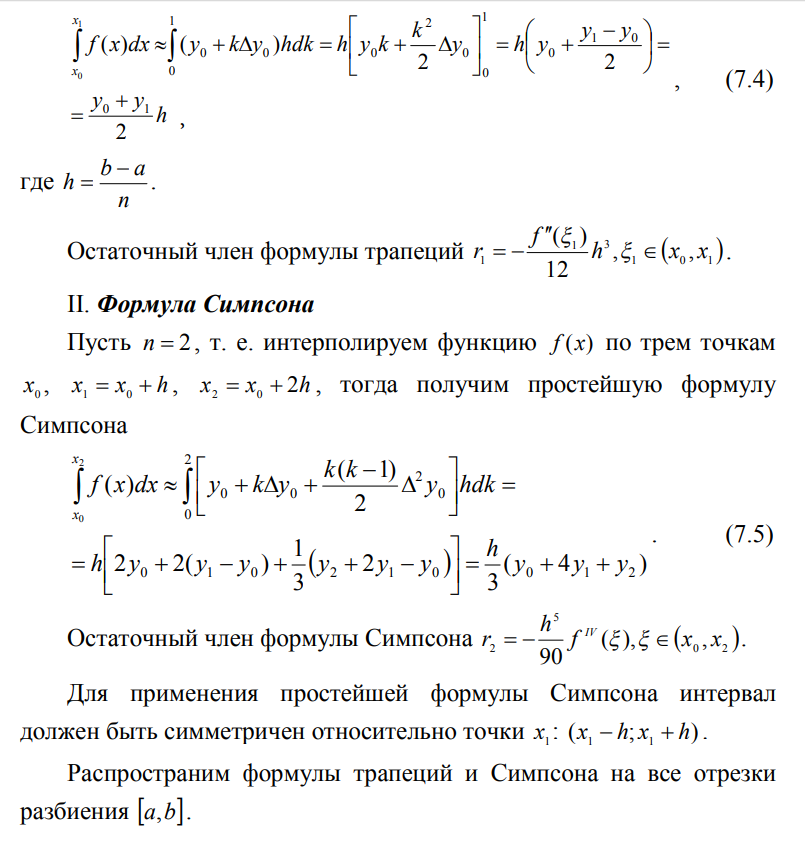 $$\int_{x_0}^{x_1} f(x)dx \approx \int_0^1 (y_0 + k\Delta y_0)hdk = h\left[y_0 k + \frac{k^2}{2}\Delta y_0\right]_0^1 = h\left(y_0 + \frac{y_1 - y_0}{2}\right) =$$
$$= \frac{y_0 + y_1}{2}h \ ,$$ , (7.4)
где $h = \frac{b-a}{n}$.
Остаточный член формулы трапеций $r_1 = -\frac{f''(\xi_1)}{12}h^3, \xi_1 \in (x_0, x_1)$.
II. Формула Симпсона
Пусть $n = 2$, т. е. интерполируем функцию $f(x)$ по трем точкам
$x_0$, $x_1 = x_0 + h$, $x_2 = x_0 + 2h$, тогда получим простейшую формулу
Симпсона
$$\int_{x_0}^{x_2} f(x)dx \approx \int_0^2 \left[y_0 + k\Delta y_0 + \frac{k(k-1)}{2}\Delta^2 y_0\right]hdk =$$
$$= h\left[2y_0 + 2(y_1 - y_0) + \frac{1}{3}(y_2 + 2y_1 - y_0)\right] = \frac{h}{3}(y_0 + 4y_1 + y_2)$$ . (7.5)
Остаточный член формулы Симпсона $r_2 = -\frac{h^5}{90}f^{IV}(\xi), \xi \in (x_0, x_2)$.
Для применения простейшей формулы Симпсона интервал
должен быть симметричен относительно точки $x_1$: $(x_1 - h; x_1 + h)$.
Распространим формулы трапеций и Симпсона на все отрезки
разбиения $[a, b]$.